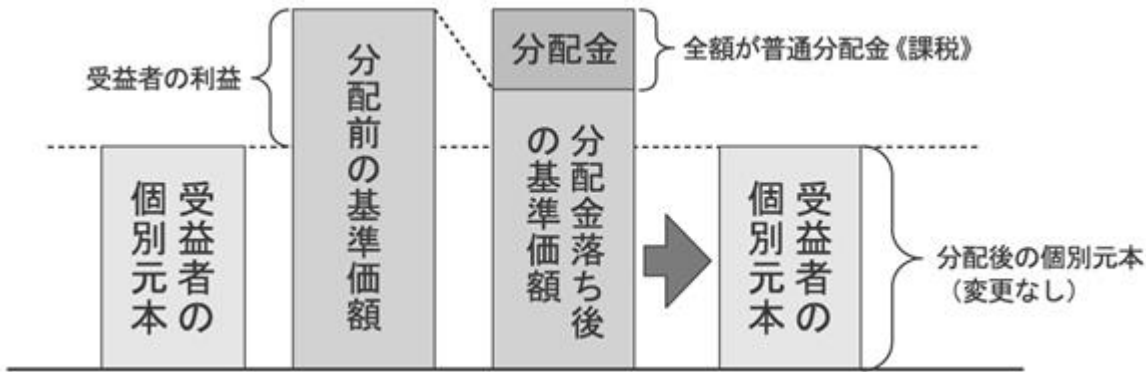 受益者の利益
受益者の
個別元本
分配前の基準価額
分配金
全額が普通分配金《課税》
分配金落ち後
の基準価額
受益者の
個別元本
分配後の個別元本
（変更なし）